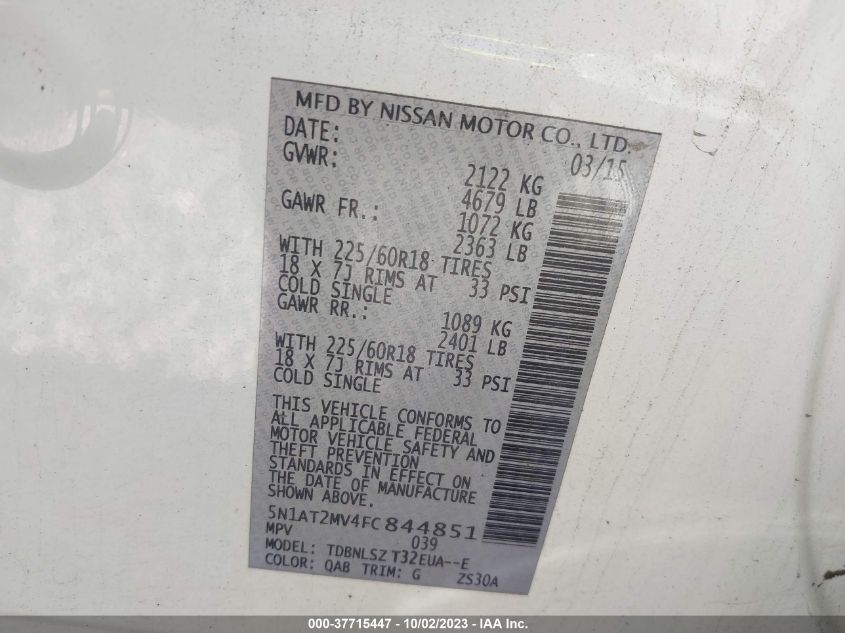 MFD BY NISSAN MOTOR CO., LTD.
DATE: 03/15
GVWR: 2122 KG
4679 LB
GAWR FR.: 1072 KG
2363 LB
WITH 225/60R18 TIRES
18 X 7J RIMS AT 33 PSI
COLD SINGLE
GAWR RR.: 1089 KG
2401 LB
WITH 225/60R18 TIRES
18 X 7J RIMS AT 33 PSI
COLD SINGLE
THIS VEHICLE CONFORMS TO
ALL APPLICABLE FEDERAL
MOTOR VEHICLE SAFETY AND
THEFT PREVENTION
STANDARDS IN EFFECT ON
THE DATE OF MANUFACTURE
SHOWN ABOVE.
5N1AT2MV4FC844851
MPV 039
MODEL: TDBNLSZ T32EUA--E
COLOR: QAB TRIM: G ZS30A
000-37715447 - 10/02/2023 - IAA Inc.